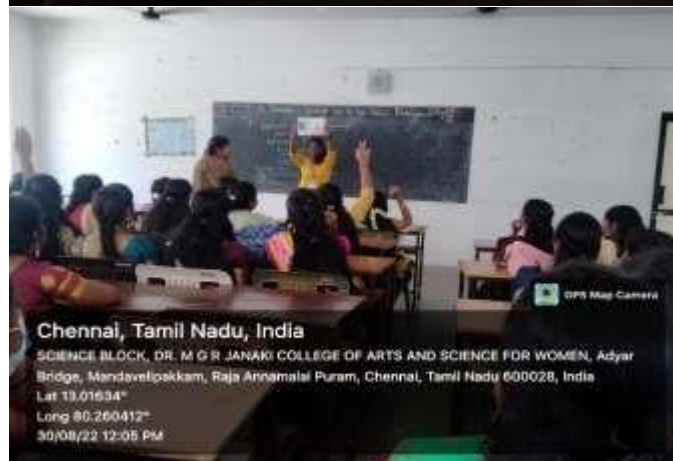 GPS Map Camera
Chennai, Tamil Nadu, India
SCIENCE BLOCK, DR. M G R JANAKI COLLEGE OF ARTS AND SCIENCE FOR WOMEN, Adyar
Bridge, Mandavelipakkam, Raja Annamalai Puram, Chennai, Tamil Nadu 600028, India
Lat 13.01634°
Long 80.260412°
30/08/22 12:05 PM